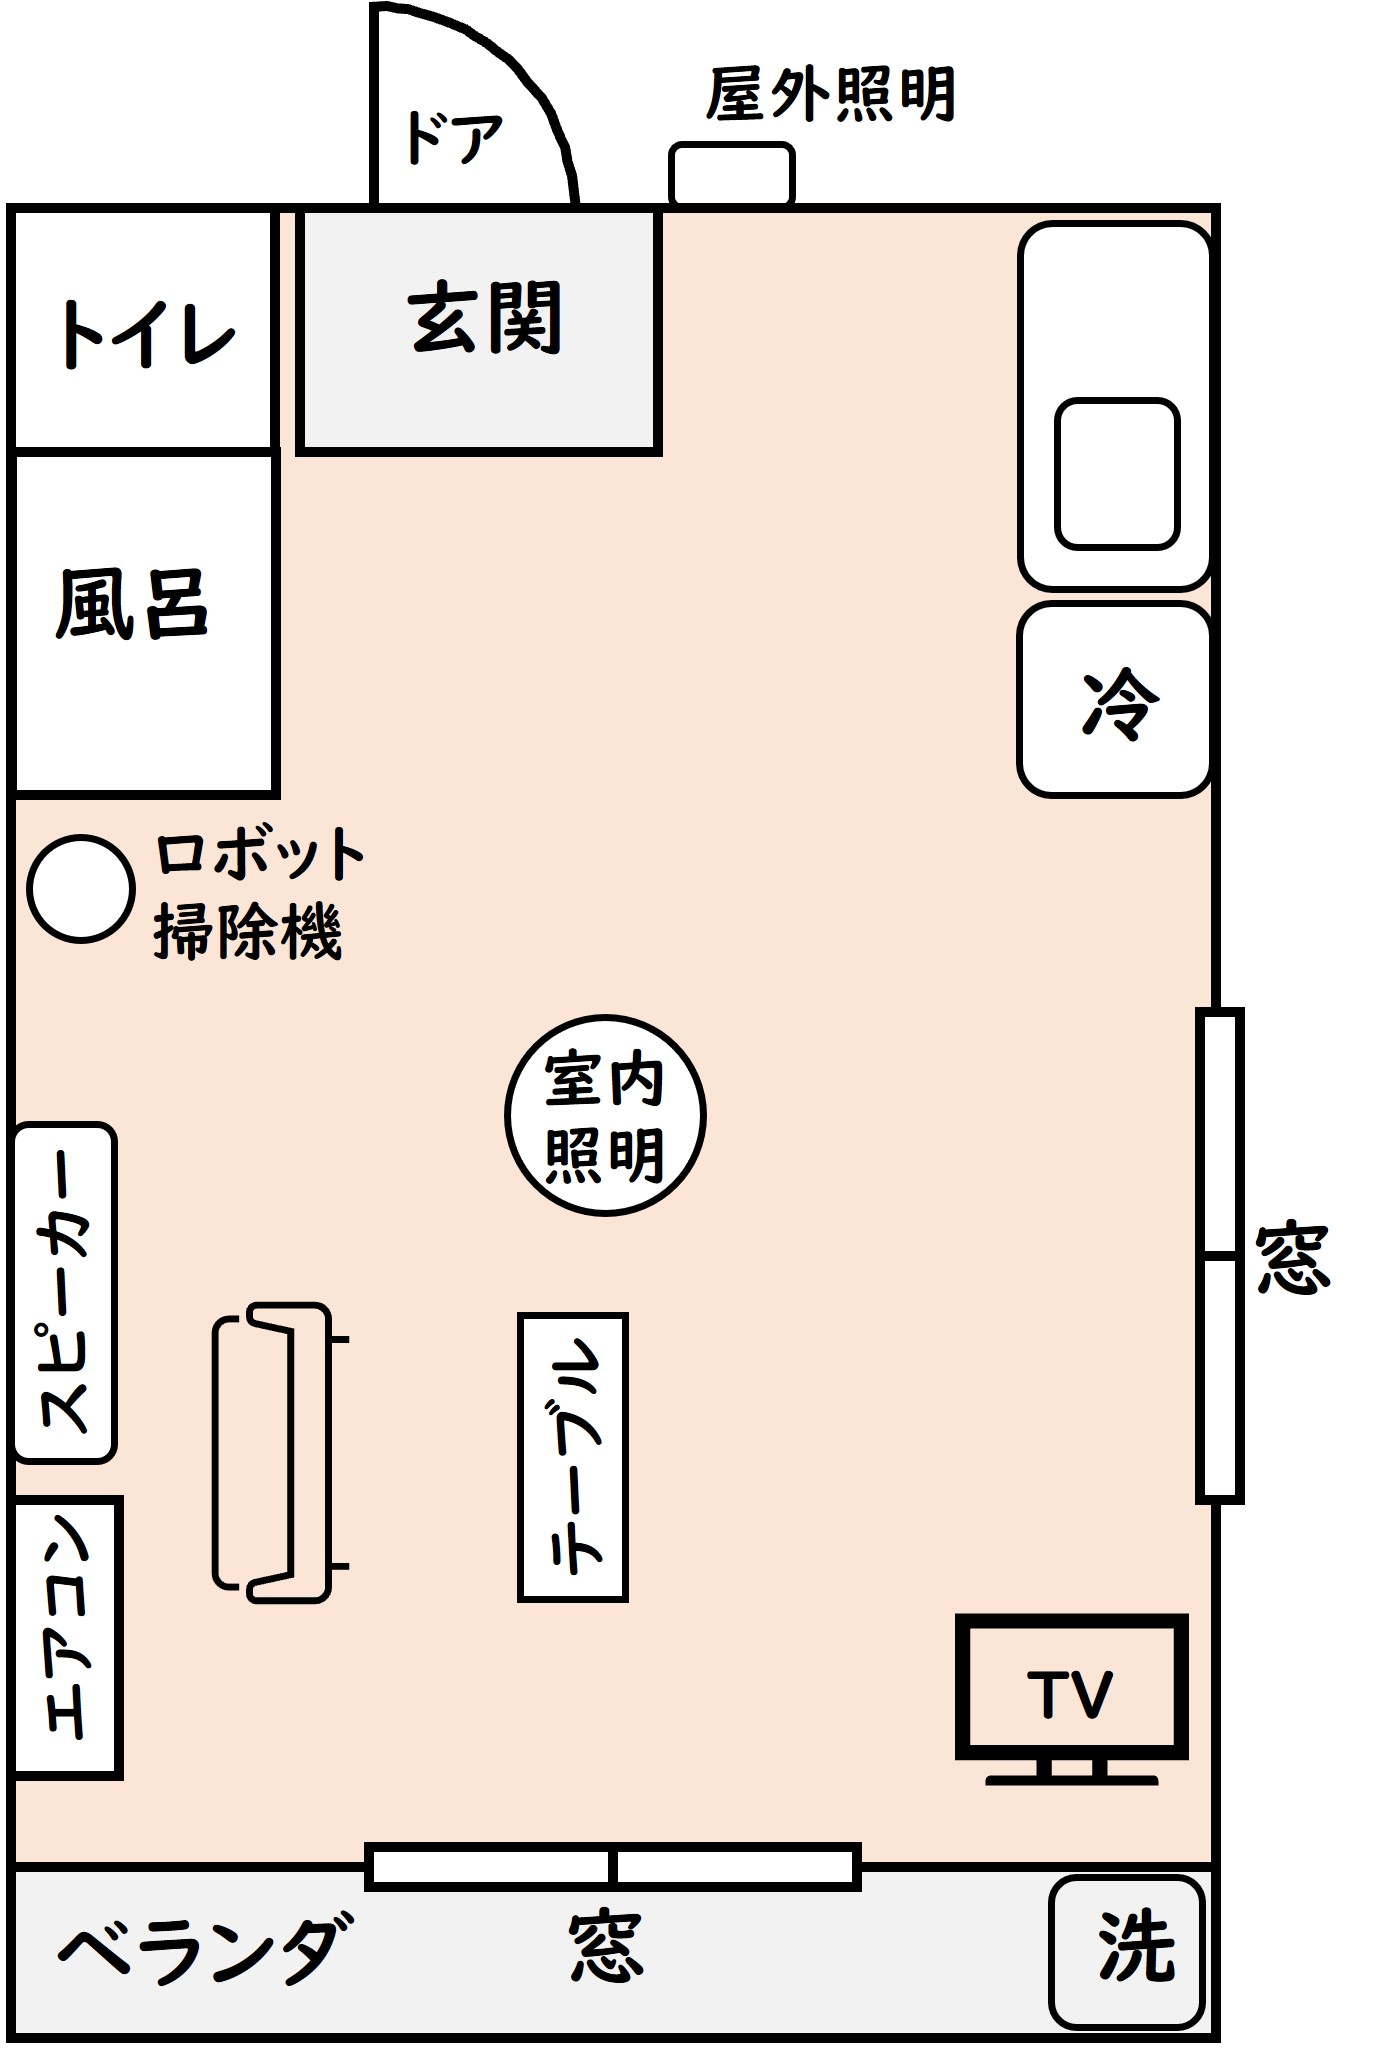 ドア
屋外照明
トイレ
玄関
風呂
冷
ロボット
掃除機
室内
照明
スピーカー
窓
テーブル
エアコン
TV
ベランダ
窓
洗